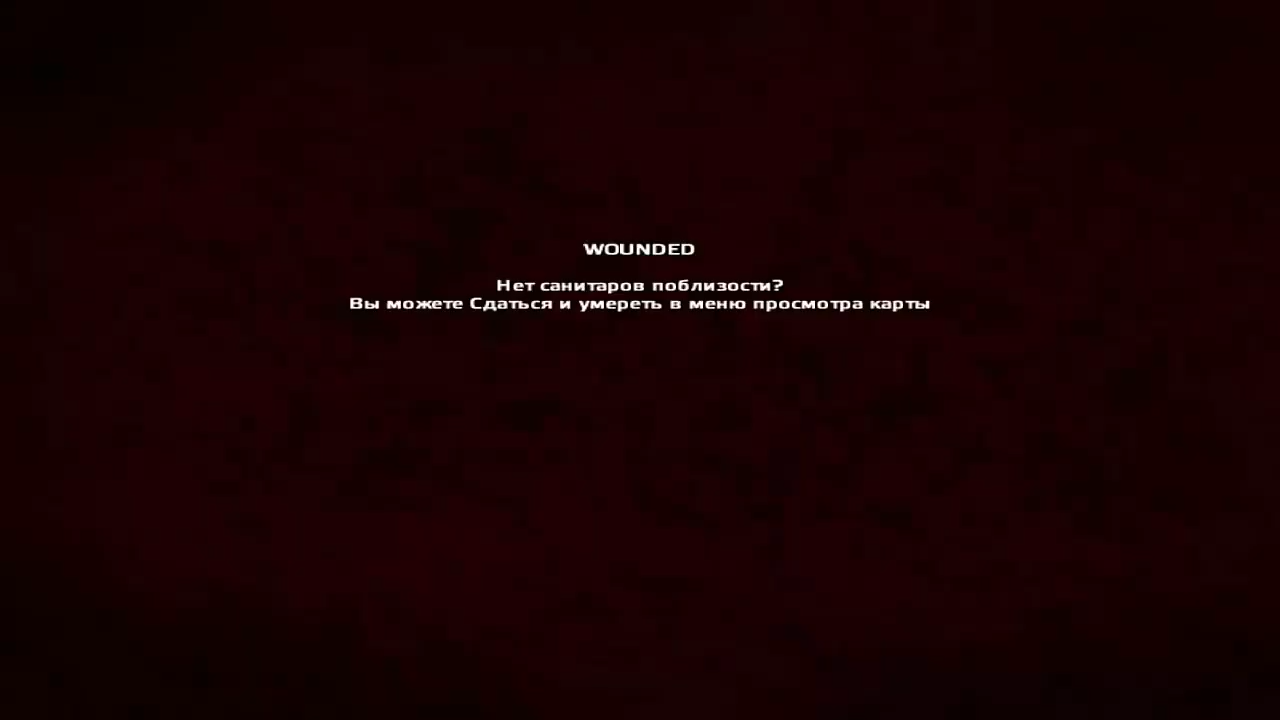 WOUNDED
Нет санитаров поблизости?
Вы можете Сдаться и умереть в меню просмотра карты